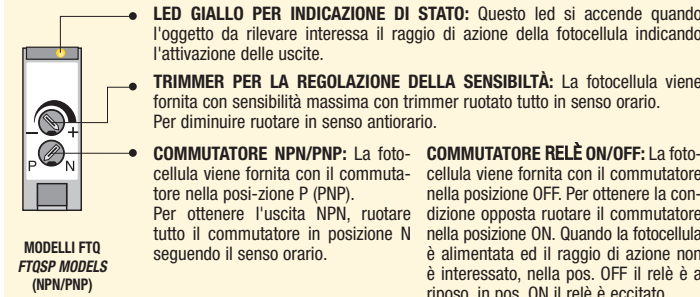 LED GIALLO PER INDICAZIONE DI STATO: Questo led si accende quando
l'oggetto da rilevare interessa il raggio di azione della fotocellula indicando
l'attivazione delle uscite.
TRIMMER PER LA REGOLAZIONE DELLA SENSIBILTÀ: La fotocellula viene
fornita con sensibilità massima con trimmer ruotato tutto in senso orario.
Per diminuire ruotare in senso antiorario.
- +
P N
COMMUTATORE NPN/PNP: La foto-
cellula viene fornita con il commuta-
tore nella posi-zione P (PNP).
Per ottenere l'uscita NPN, ruotare
tutto il commutatore in posizione N
seguendo il senso orario.
COMMUTATORE RELÈ ON/OFF: La foto-
cellula viene fornita con il commutatore
nella posizione OFF. Per ottenere la con-
dizione opposta ruotare il commutatore
nella posizione ON. Quando la fotocellula
è alimentata ed il raggio di azione non
è interessato, nella pos. OFF il relè è a
riposo, in pos. ON il relè è eccitato.
MODELLI FTQ
FTQSP MODELS
(NPN/PNP)